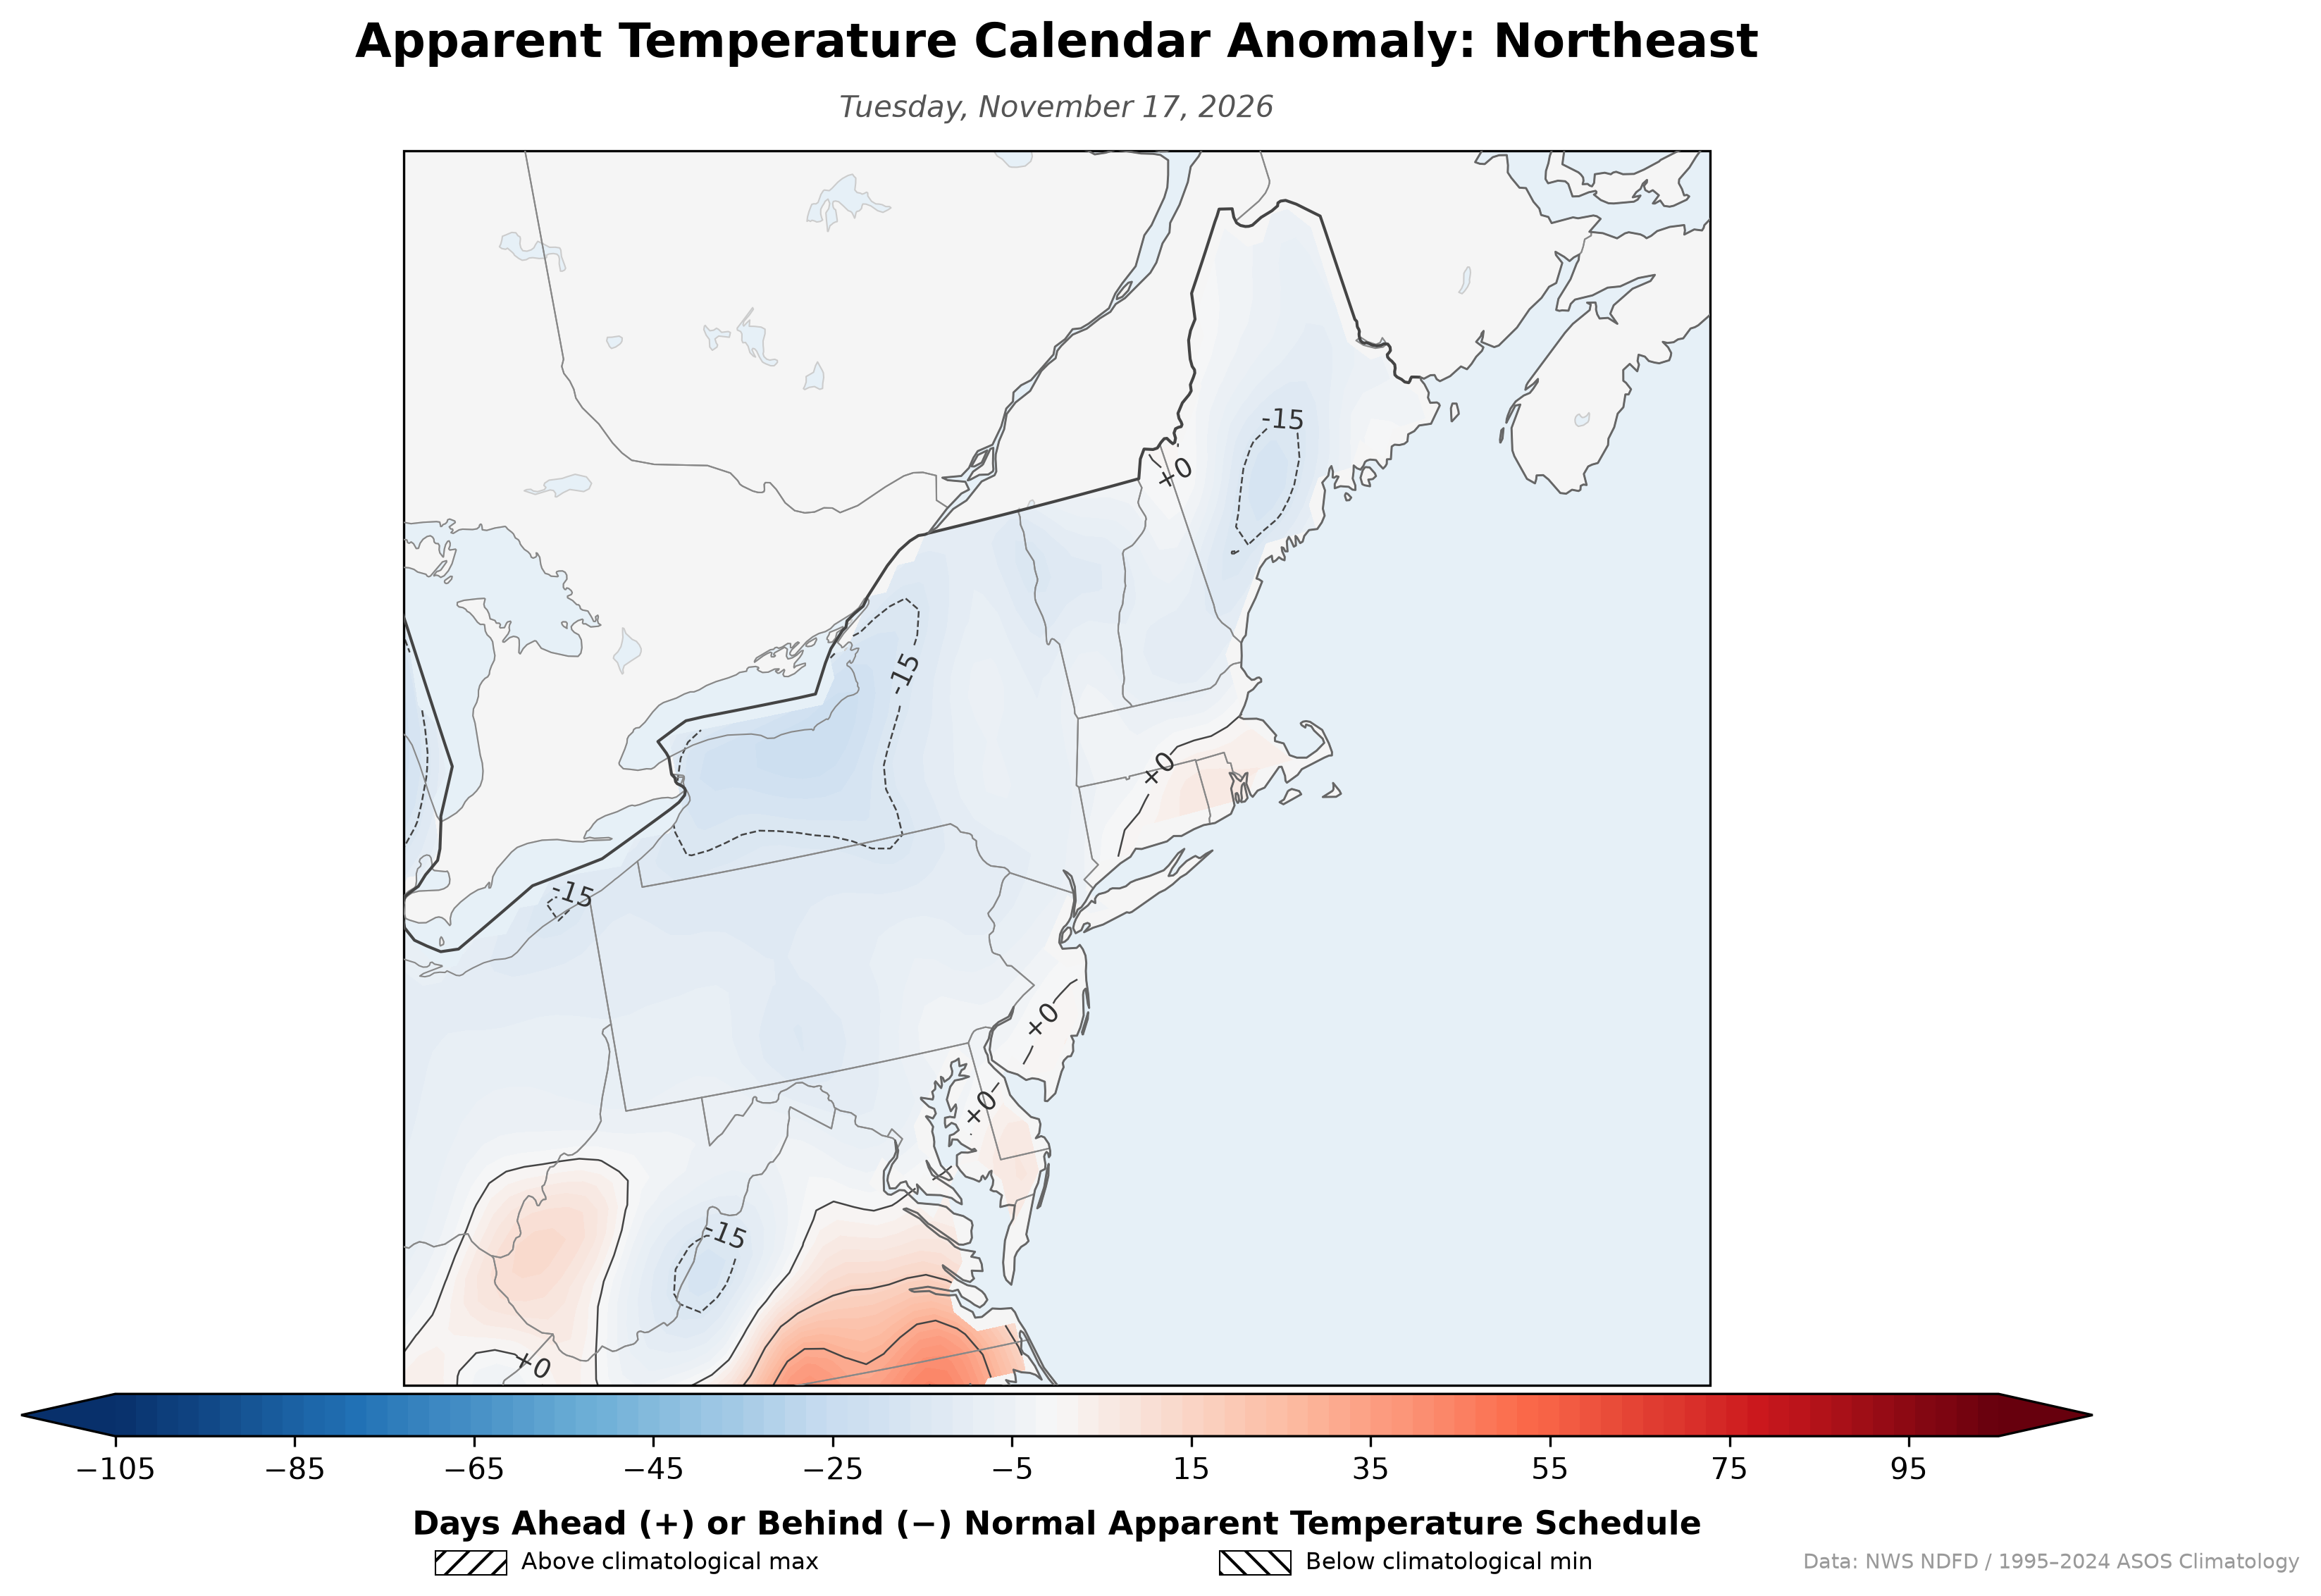 Apparent Temperature Calendar Anomaly: Northeast
Tuesday, November 17, 2026
-15
+0
-15
+0
-15
+0
+0
-15
+0
−105 −85 −65 −45 −25 −5 15 35 55 75 95
Days Ahead (+) or Behind (−) Normal Apparent Temperature Schedule
Above climatological max
Below climatological min
Data: NWS NDFD / 1995–2024 ASOS Climatology